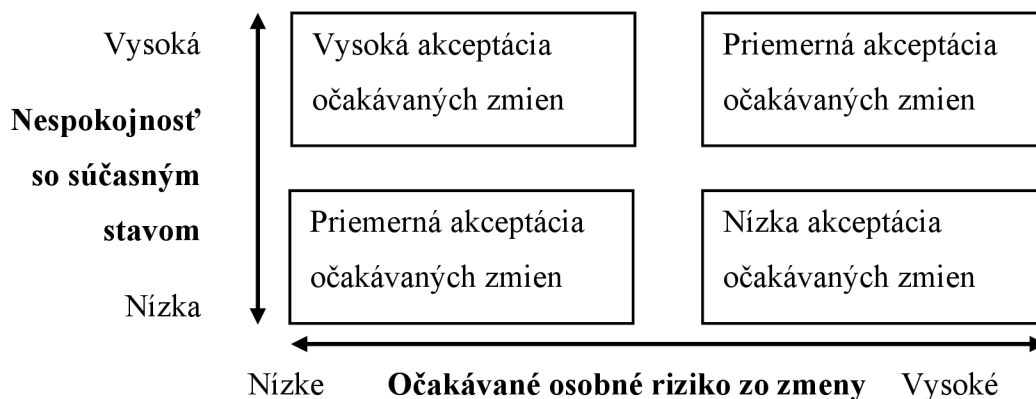 Vysoká
Nespokojnosť
so súčasným
stavom
Nízka
Vysoká akceptácia
očakávaných zmien
Priemerná akceptácia
očakávaných zmien
Priemerná akceptácia
očakávaných zmien
Nízka akceptácia
očakávaných zmien
Nízke Očakávané osobné riziko zo zmeny Vysoké